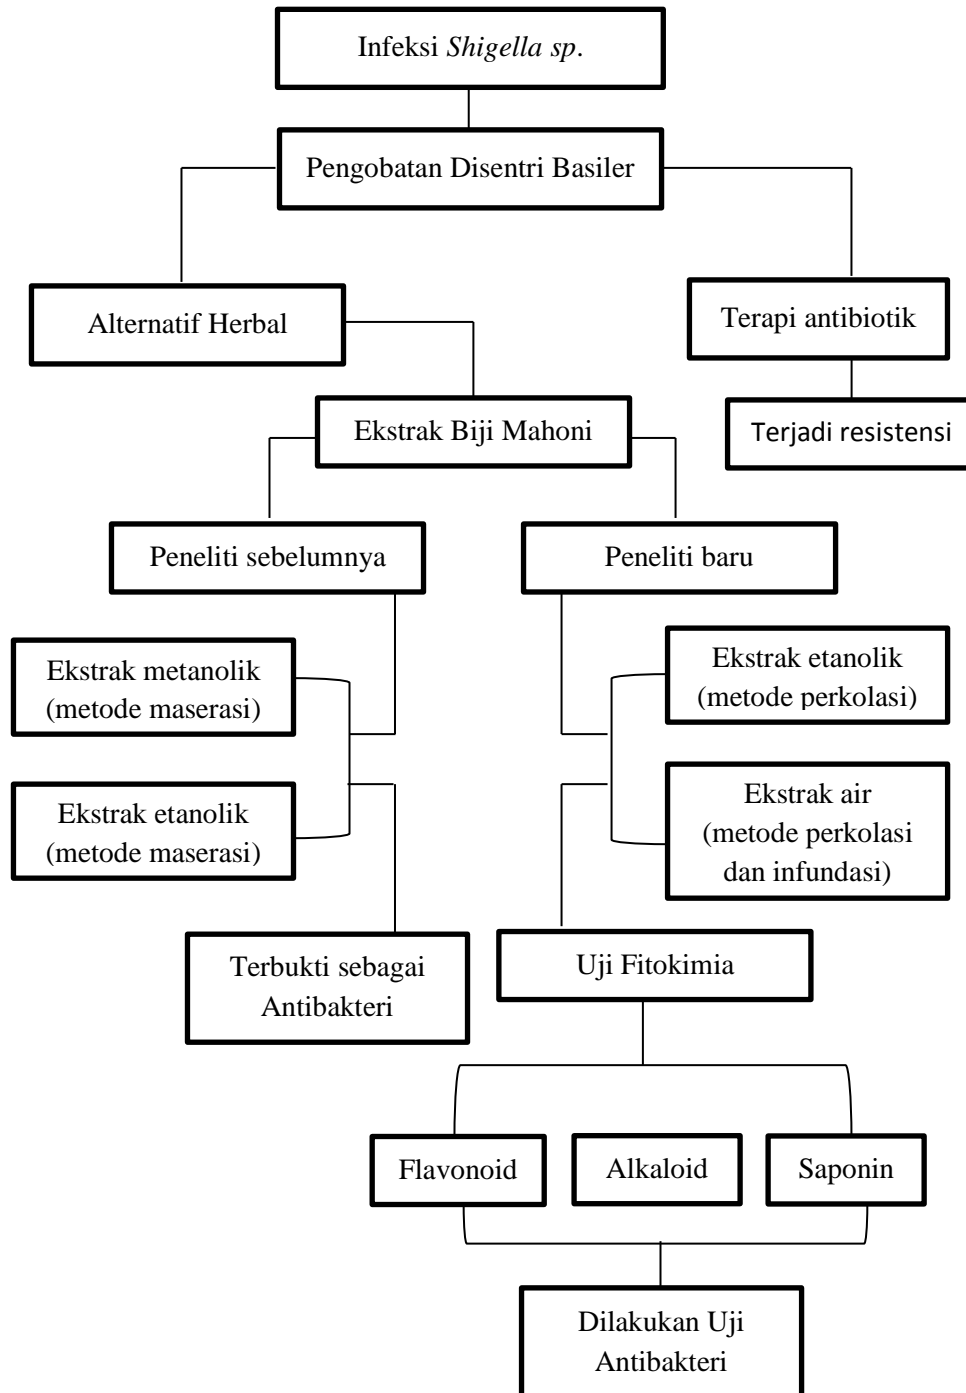 Infeksi Shigella sp.
Pengobatan Disentri Basiler
Alternatif Herbal
Terapi antibiotik
Ekstrak Biji Mahoni
Terjadi resistensi
Peneliti sebelumnya
Peneliti baru
Ekstrak metanolik
(metode maserasi)
Ekstrak etanolik
(metode perkolasi)
Ekstrak etanolik
(metode maserasi)
Ekstrak air
(metode perkolasi
dan infundasi)
Terbukti sebagai
Antibakteri
Uji Fitokimia
Flavonoid
Alkaloid
Saponin
Dilakukan Uji
Antibakteri